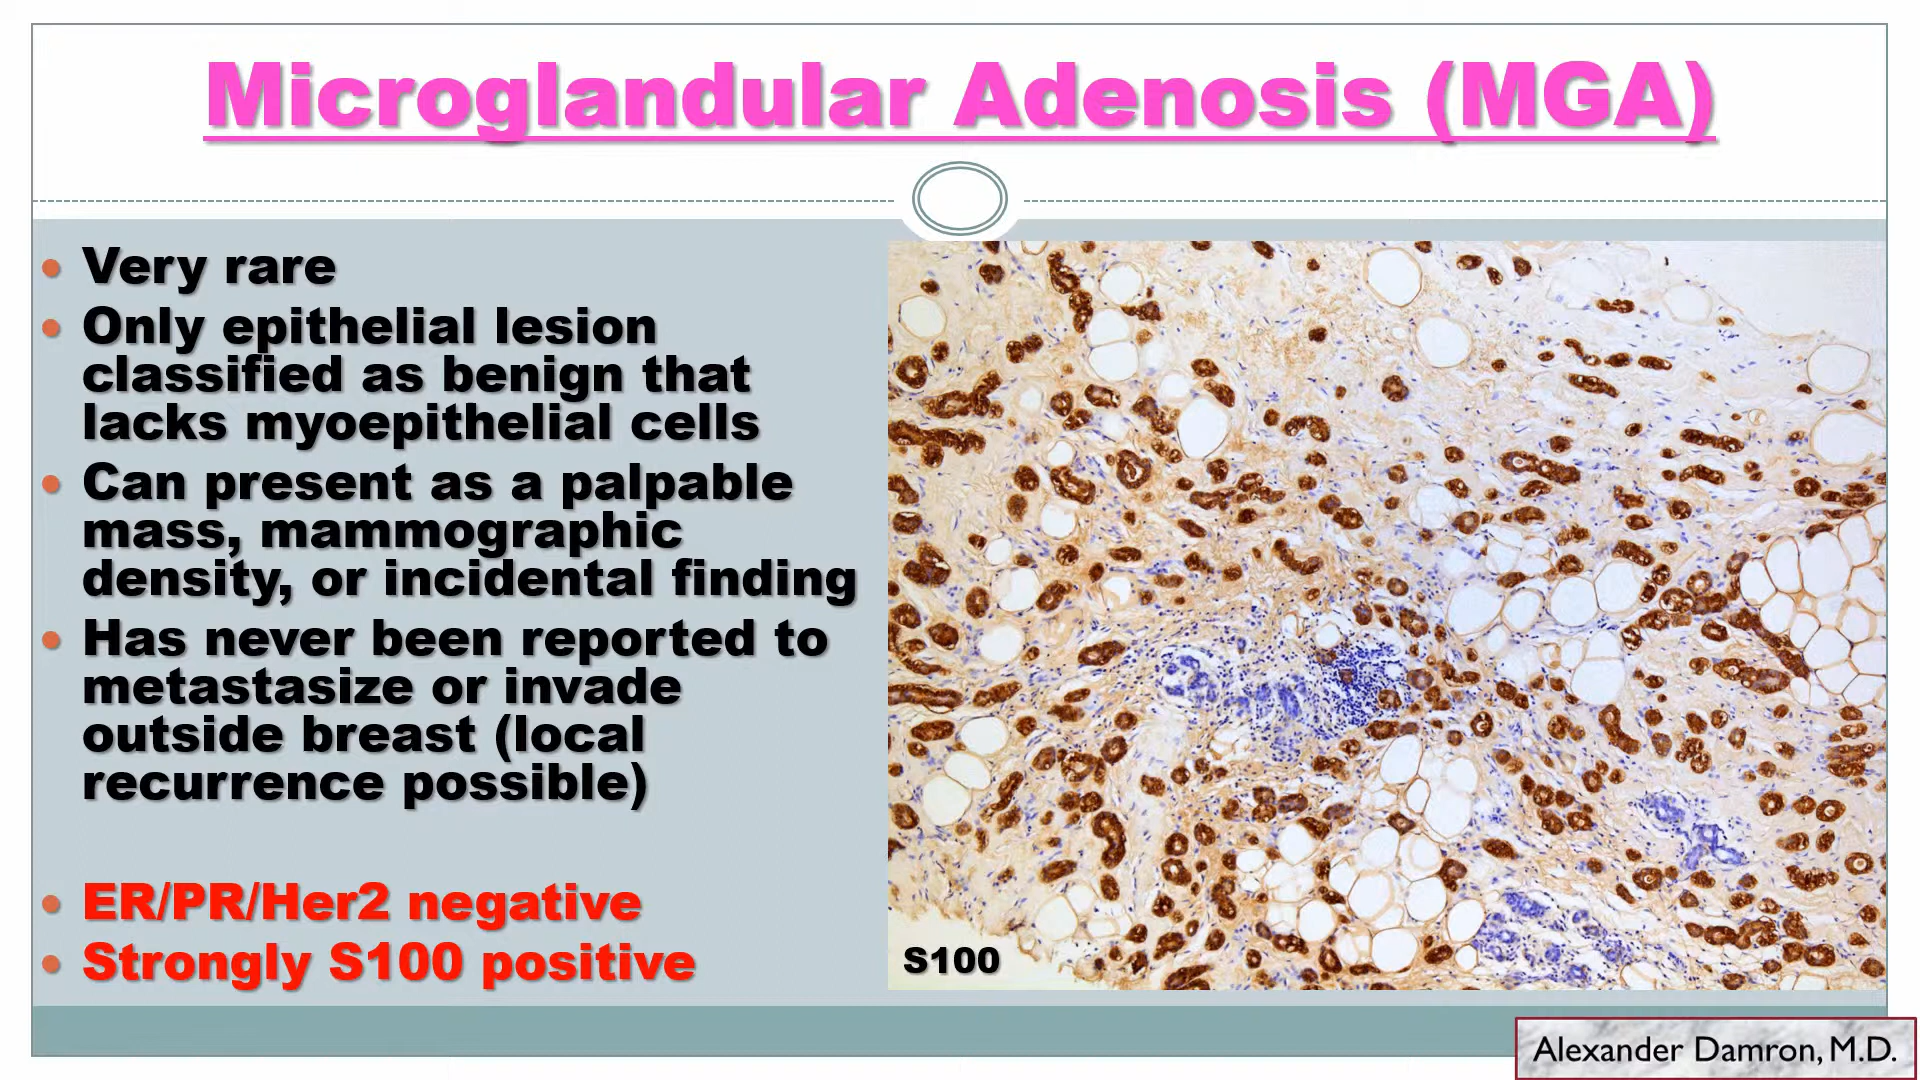 Microglandular Adenosis (MGA)
• Very rare
• Only epithelial lesion
classified as benign that
lacks myoepithelial cells
• Can present as a palpable
mass, mammographic
density, or incidental finding
• Has never been reported to
metastasize or invade
outside breast (local
recurrence possible)
• ER/PR/Her2 negative
• Strongly S100 positive
S100
Alexander Damron, M.D.